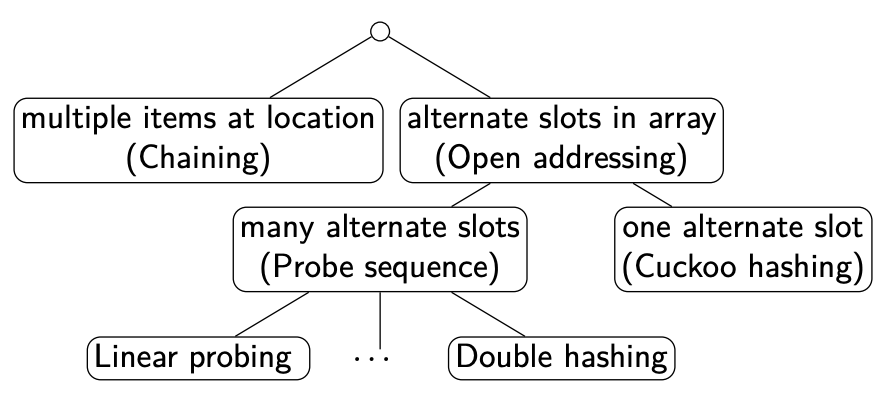 multiple items at location
(Chaining)
alternate slots in array
(Open addressing)
many alternate slots
(Probe sequence)
one alternate slot
(Cuckoo hashing)
Linear probing
...
Double hashing